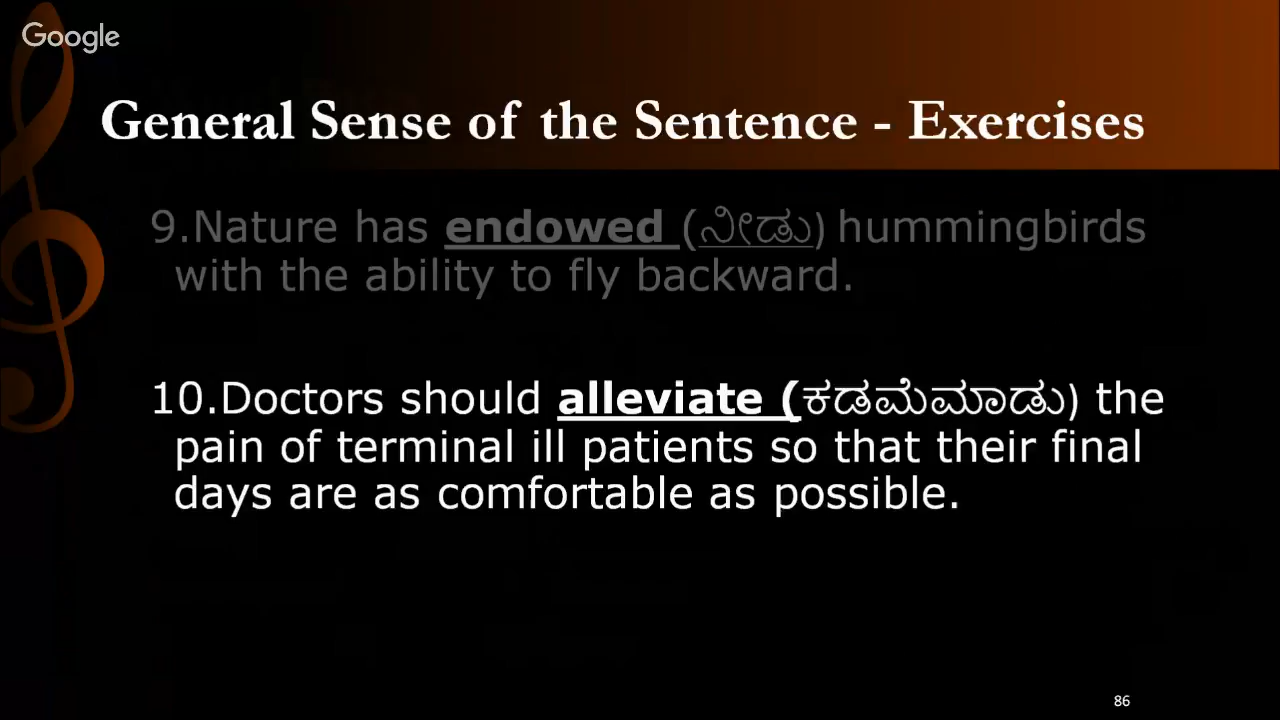 Google
General Sense of the Sentence - Exercises
9.Nature has endowed (ನೀಡು) hummingbirds
with the ability to fly backward.
10.Doctors should alleviate (ಕಡಮೆಮಾಡು) the
pain of terminal ill patients so that their final
days are as comfortable as possible.
86